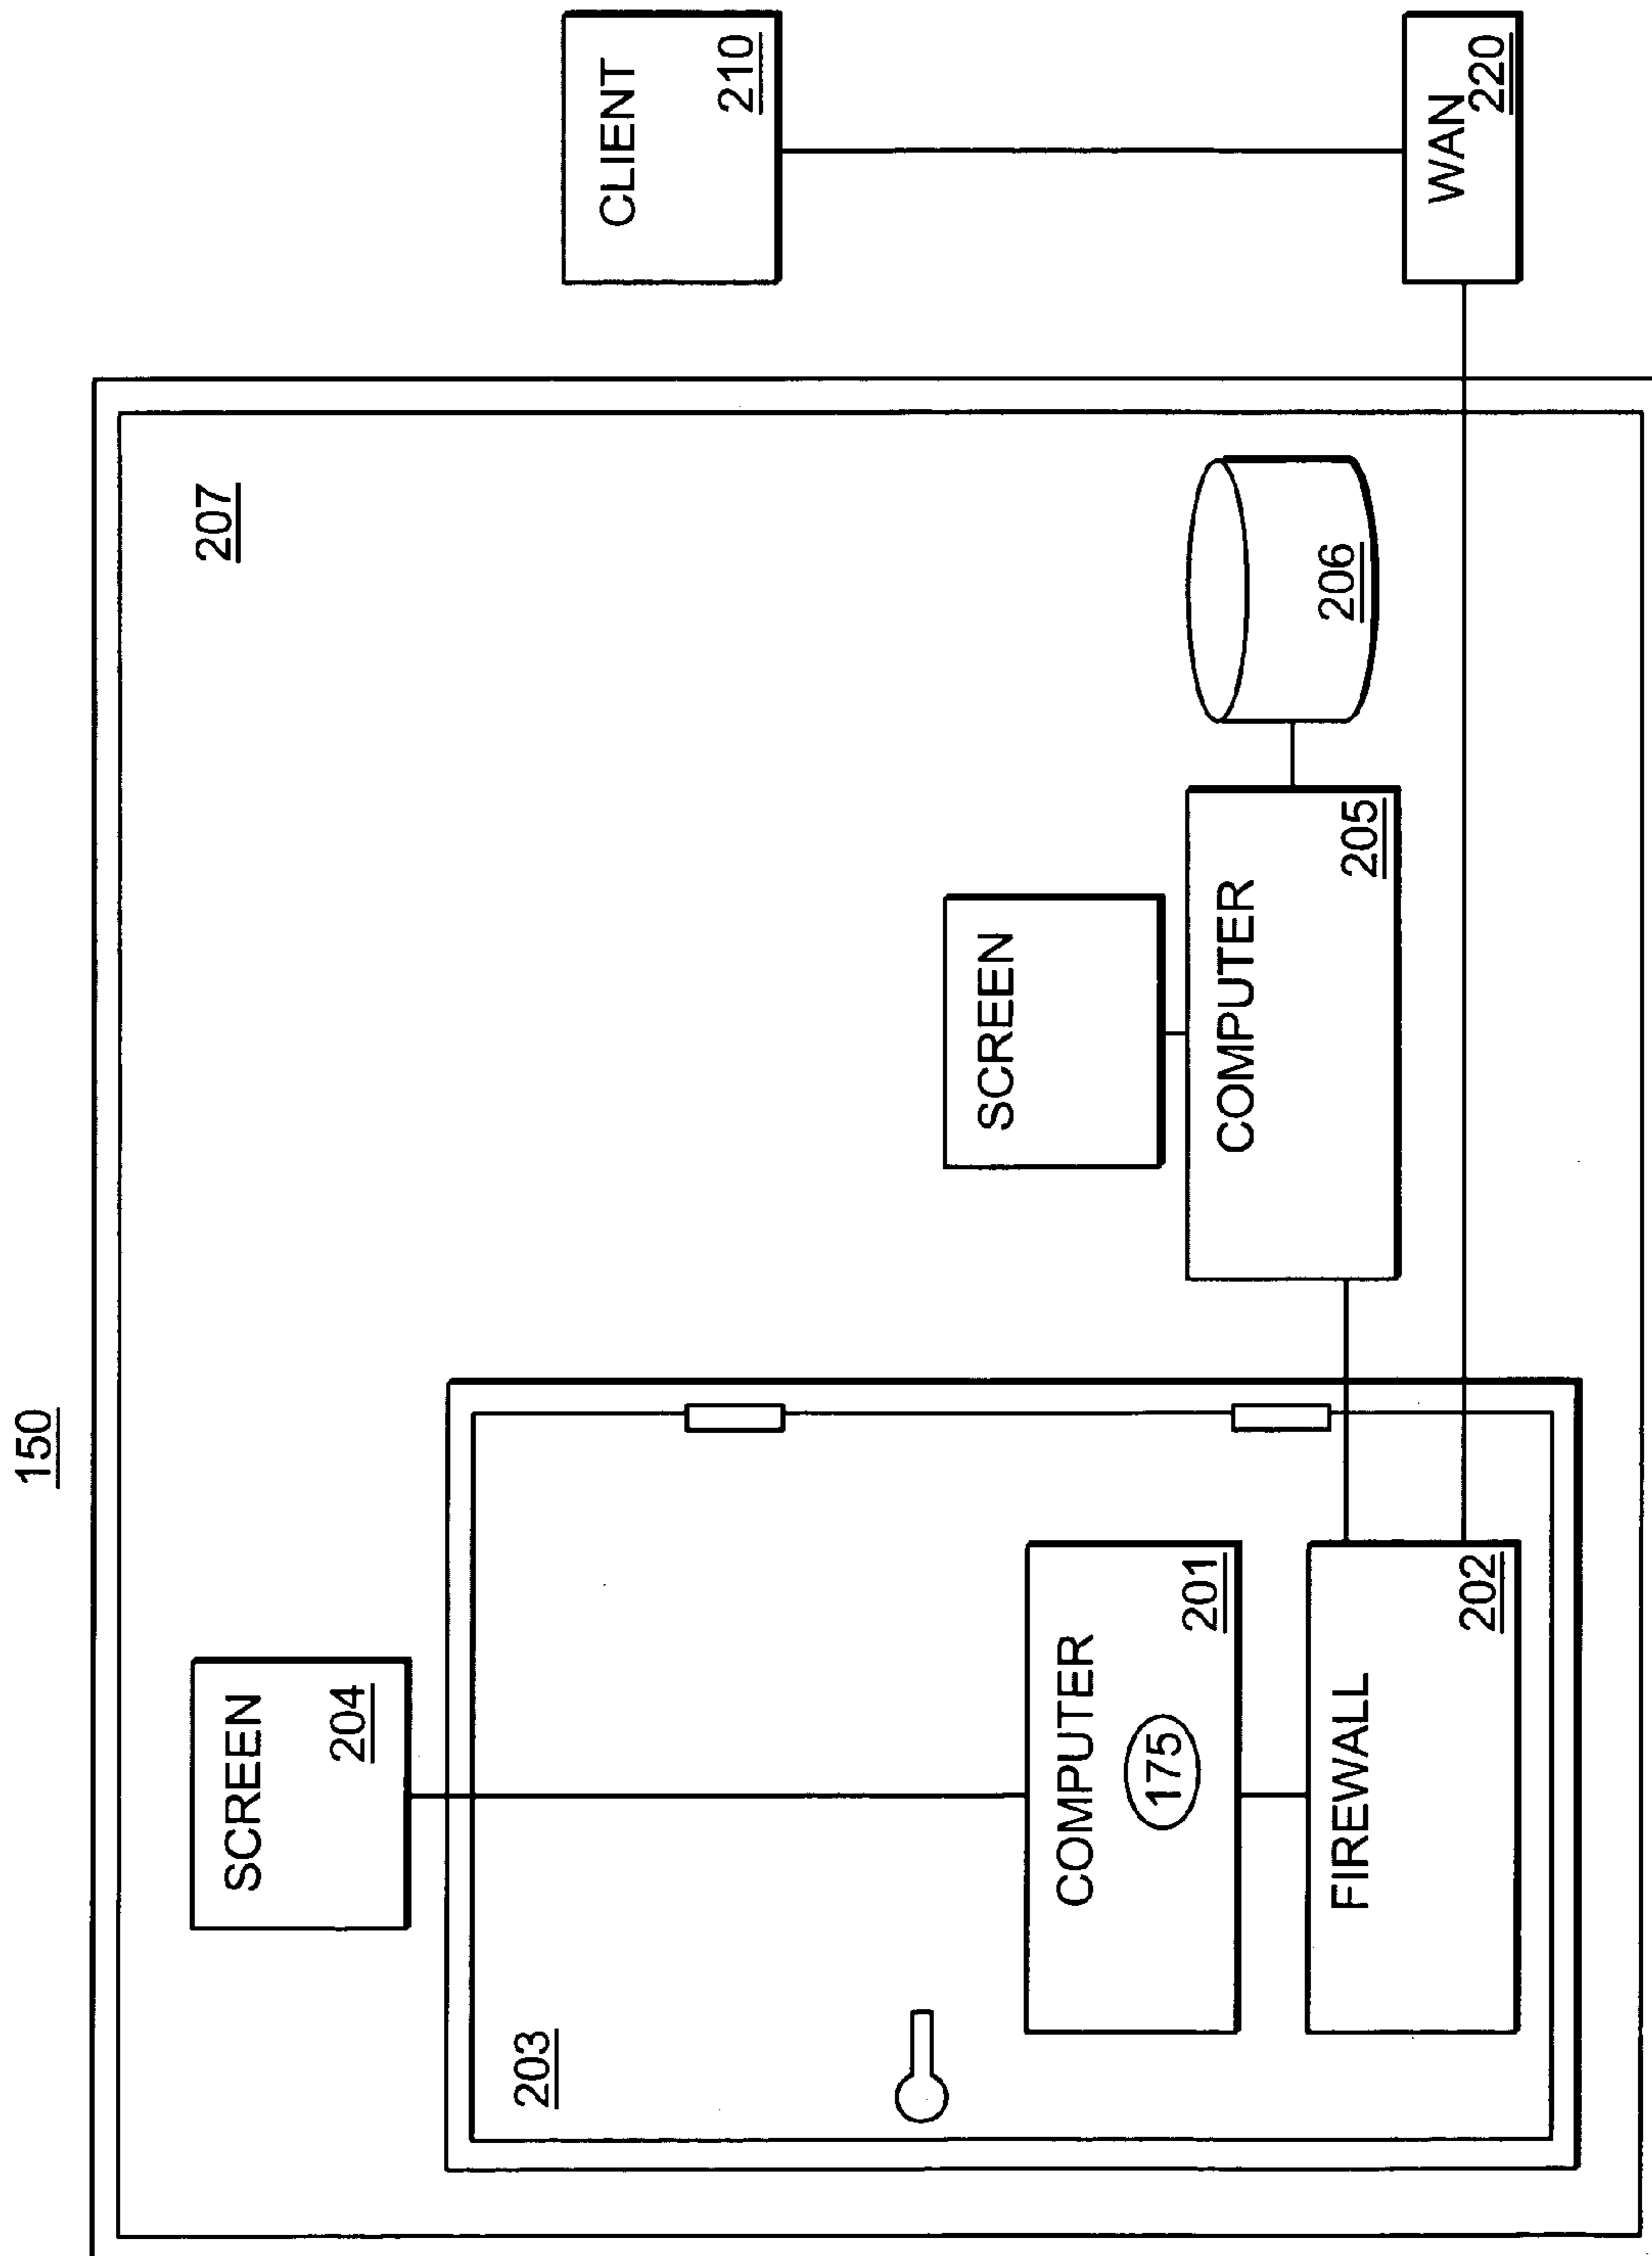 150
207
SCREEN
204
203
COMPUTER
175
201
FIREWALL
202
SCREEN
COMPUTER
205
206
CLIENT
210
WAN
220